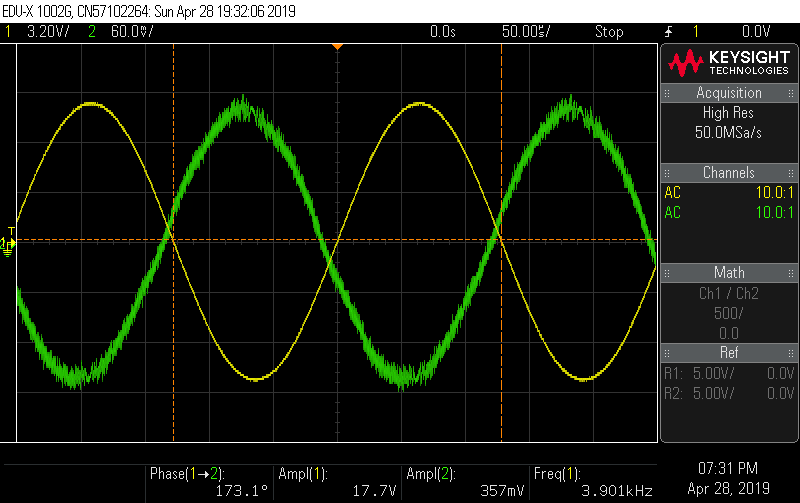 EDU-X 1002G, CN57102264: Sun Apr 28 19:32:06 2019
1 3.20V/ 2 60.0mV/ 0.0s 50.00us/ Stop 1 0.0V
KEYSIGHT
TECHNOLOGIES
Acquisition
High Res
50.0MSa/s
Channels
AC 10.0:1
AC 10.0:1
T
2
Math
Ch1 / Ch2
500/
0.0
Ref
R1: 5.00V/ 0.0V
R2: 5.00V/ 0.0V
Phase(1→2): Ampl(1): Ampl(2): Freq(1):
173.1° 17.7V 357mV 3.901kHz
07:31 PM
Apr 28, 2019